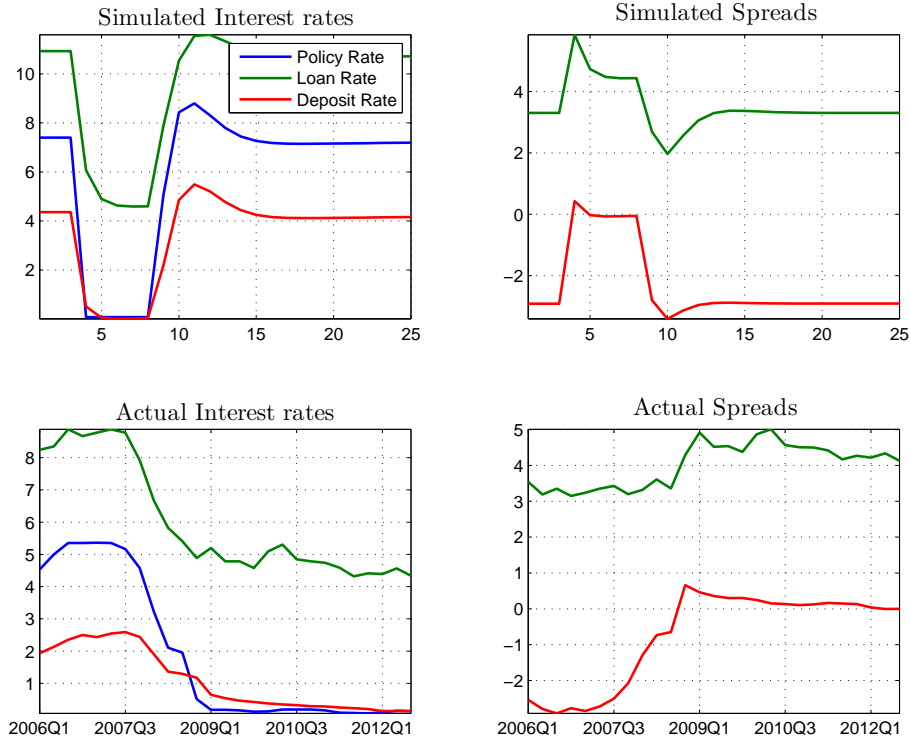 Simulated Interest rates
Policy Rate
Loan Rate
Deposit Rate
10
8
6
4
2
5 10 15 20 25
Simulated Spreads
4
2
0
−2
5 10 15 20 25
Actual Interest rates
8
7
6
5
4
3
2
1
2006Q1 2007Q3 2009Q1 2010Q3 2012Q1
Actual Spreads
5
4
3
2
1
0
−1
−2
2006Q1 2007Q3 2009Q1 2010Q3 2012Q1